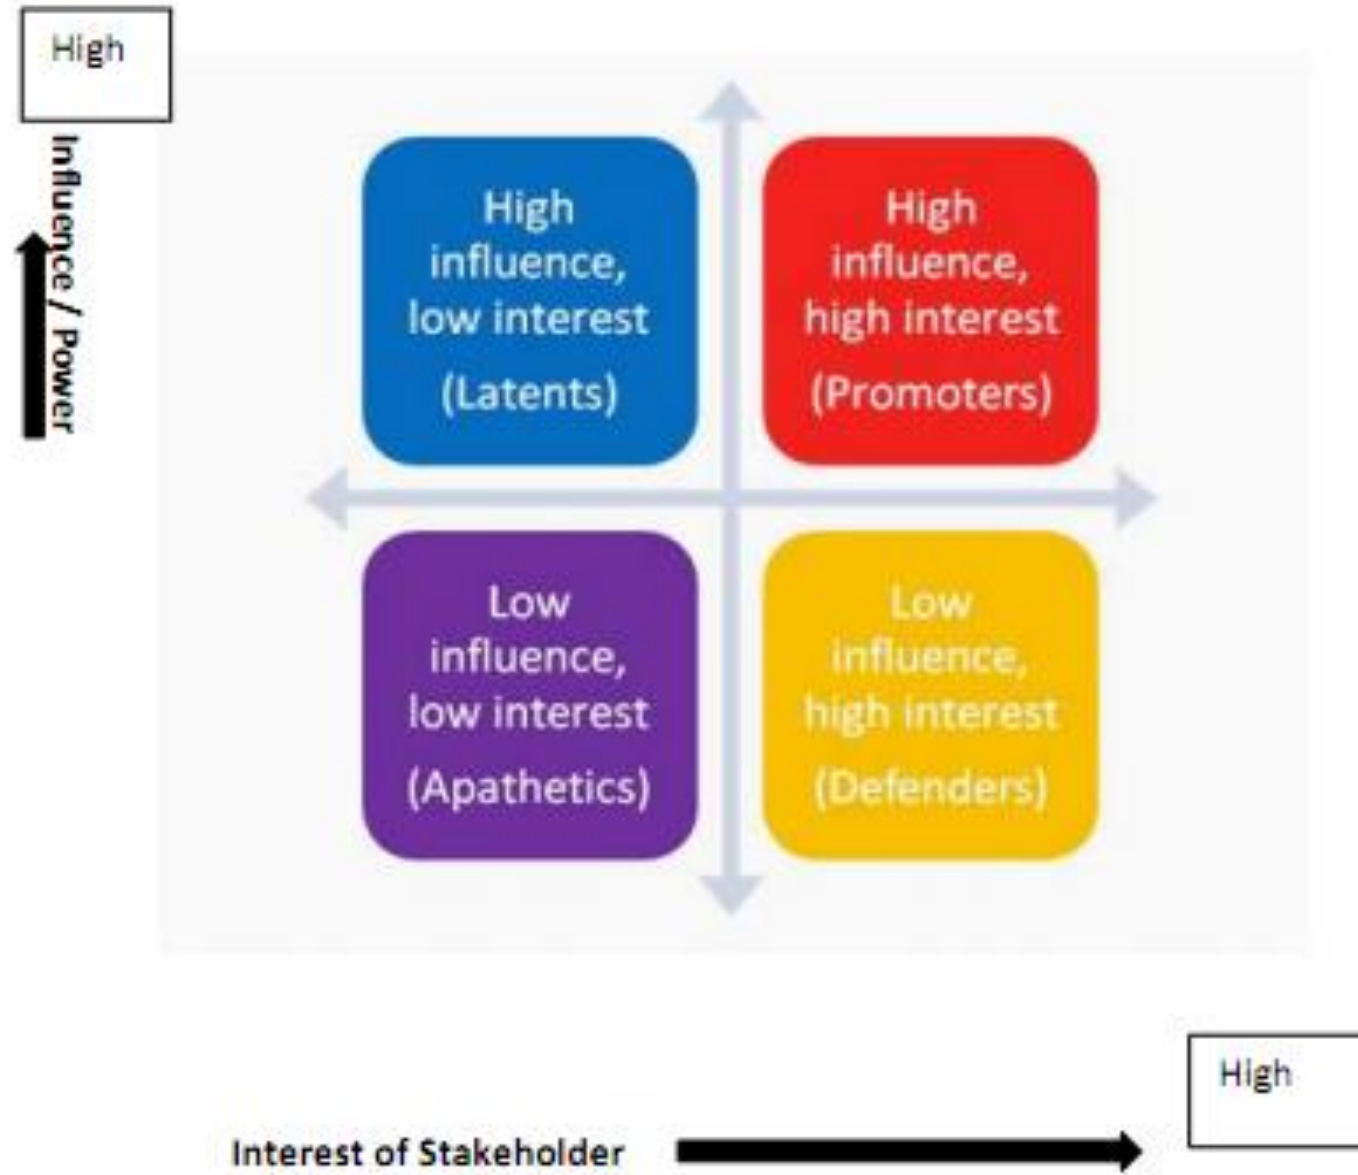 High
Influence / Power
High
influence,
low interest
(Latents)
High
influence,
high interest
(Promoters)
Low
influence,
low interest
(Apathetics)
Low
influence,
high interest
(Defenders)
High
Interest of Stakeholder